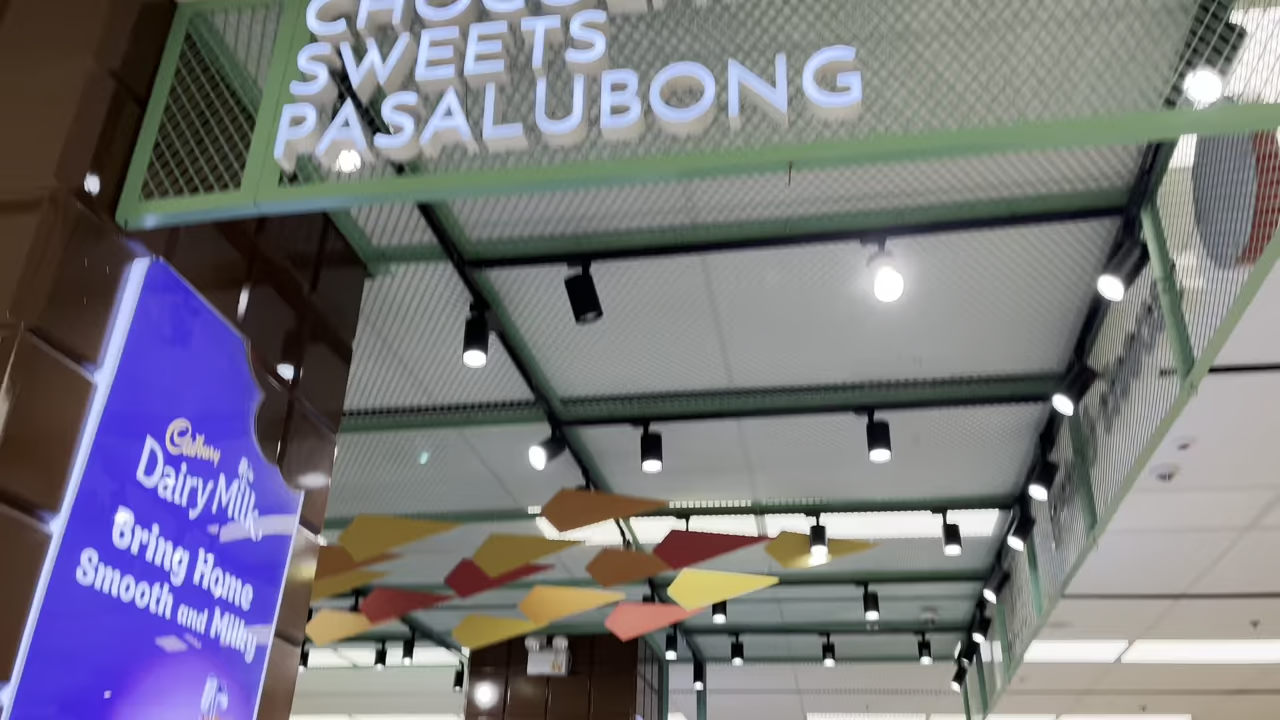 SWEETS
PASALUBONG
Cadbury
Dairy Milk
Bring Home
Smooth and Milky